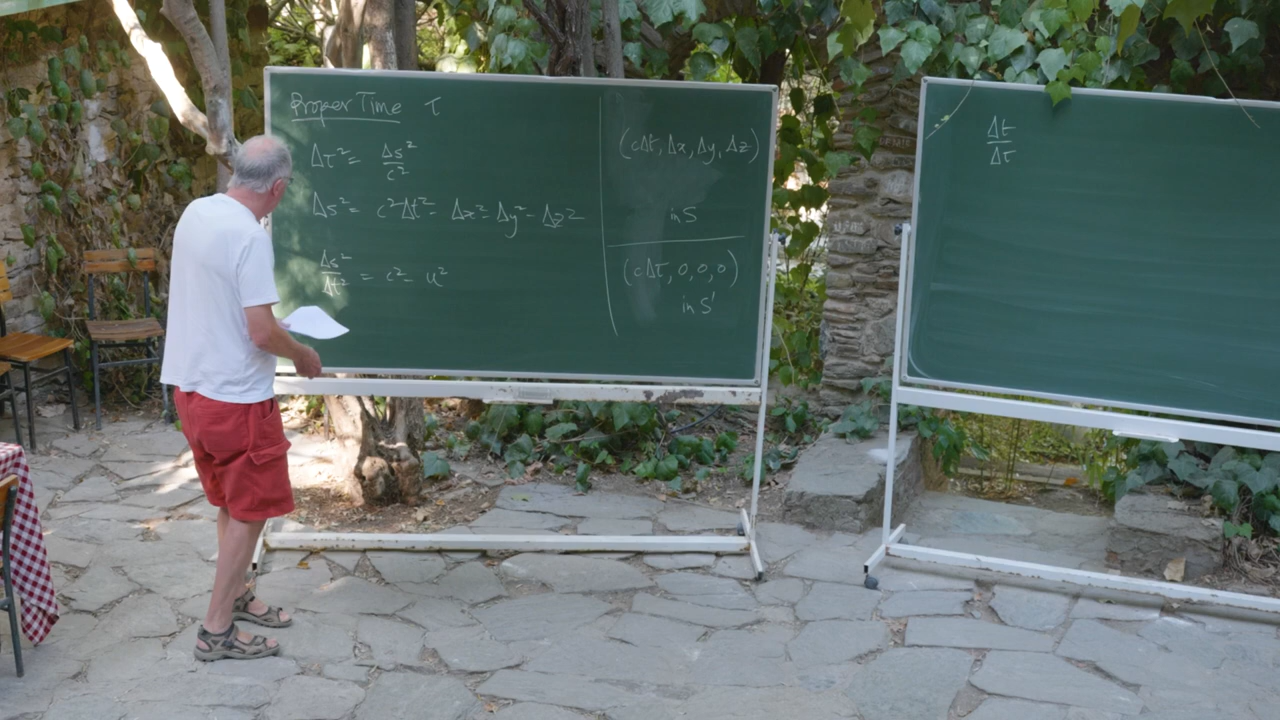 Proper Time τ
Δτ² = Δs²/c²
Δs² = c²Δt² - Δx² - Δy² - Δz²
Δs²/Δt² = c² - u²
(cΔt, Δx, Δy, Δz)
in S
(cΔτ, 0, 0, 0)
in S'
Δt/Δτ